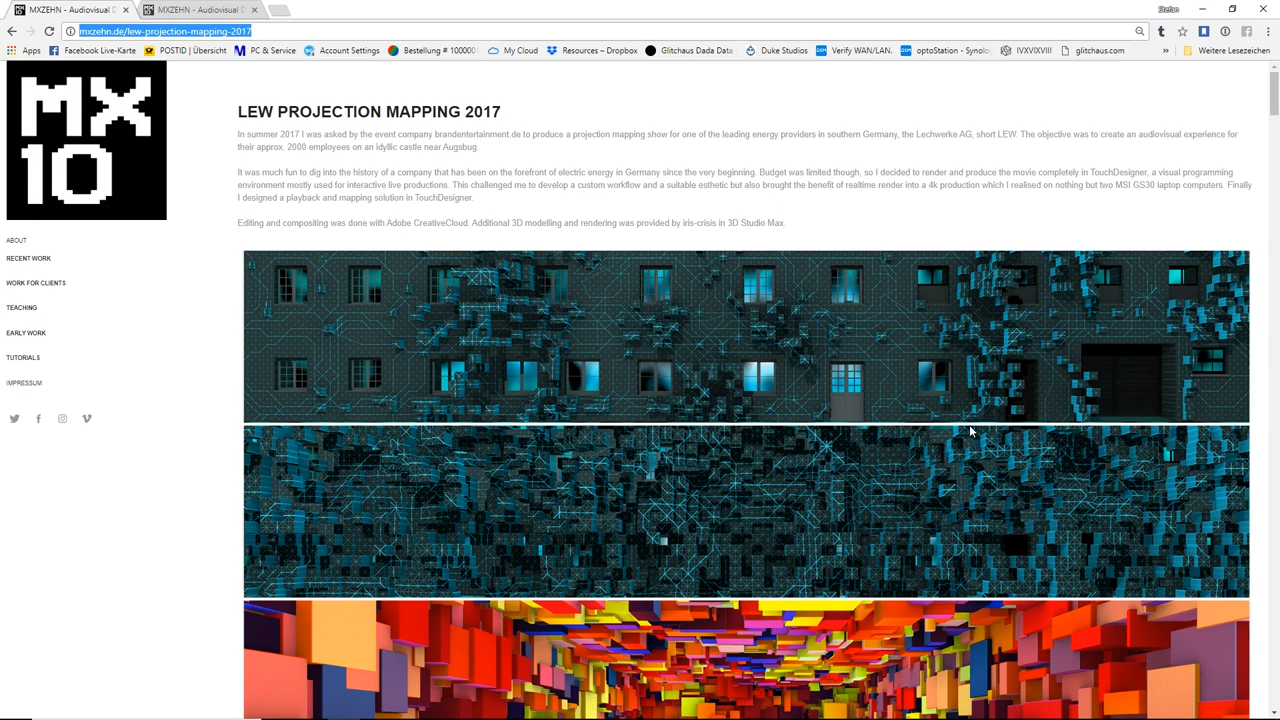 MXZEHN - Audiovisual D
MXZEHN - Audiovisual D
Stefan
mxzehn.de/lew-projection-mapping-2017
Apps
Facebook Live-Karte
POSTID | Übersicht
PC & Service
Account Settings
Bestellung # 100000
My Cloud
Resources – Dropbox
Glitchaus Dada Data
Duke Studios
Verify WAN/LAN.
optoStation - Synolo
IVXVIXVIII
glitchaus.com
»
Weitere Lesezeichen
MX
10
ABOUT
RECENT WORK
WORK FOR CLIENTS
TEACHING
EARLY WORK
TUTORIALS
IMPRESSUM
LEW PROJECTION MAPPING 2017
In summer 2017 I was asked by the event company brandentertainment.de to produce a projection mapping show for one of the leading energy providers in southern Germany, the Lechwerke AG, short LEW. The objective was to create an audiovisual experience for
their approx. 2000 employees on an idyllic castle near Augsbug.
It was much fun to dig into the history of a company that has been on the forefront of electric energy in Germany since the very beginning. Budget was limited though, so I decided to render and produce the movie completely in TouchDesigner, a visual programming
environment mostly used for interactive live productions. This challenged me to develop a custom workflow and a suitable esthetic but also brought the benefit of realtime render into a 4k production which I realised on nothing but two MSI GS30 laptop computers. Finally
I designed a playback and mapping solution in TouchDesigner.
Editing and compositing was done with Adobe CreativeCloud. Additional 3D modelling and rendering was provided by iris-crisis in 3D Studio Max.